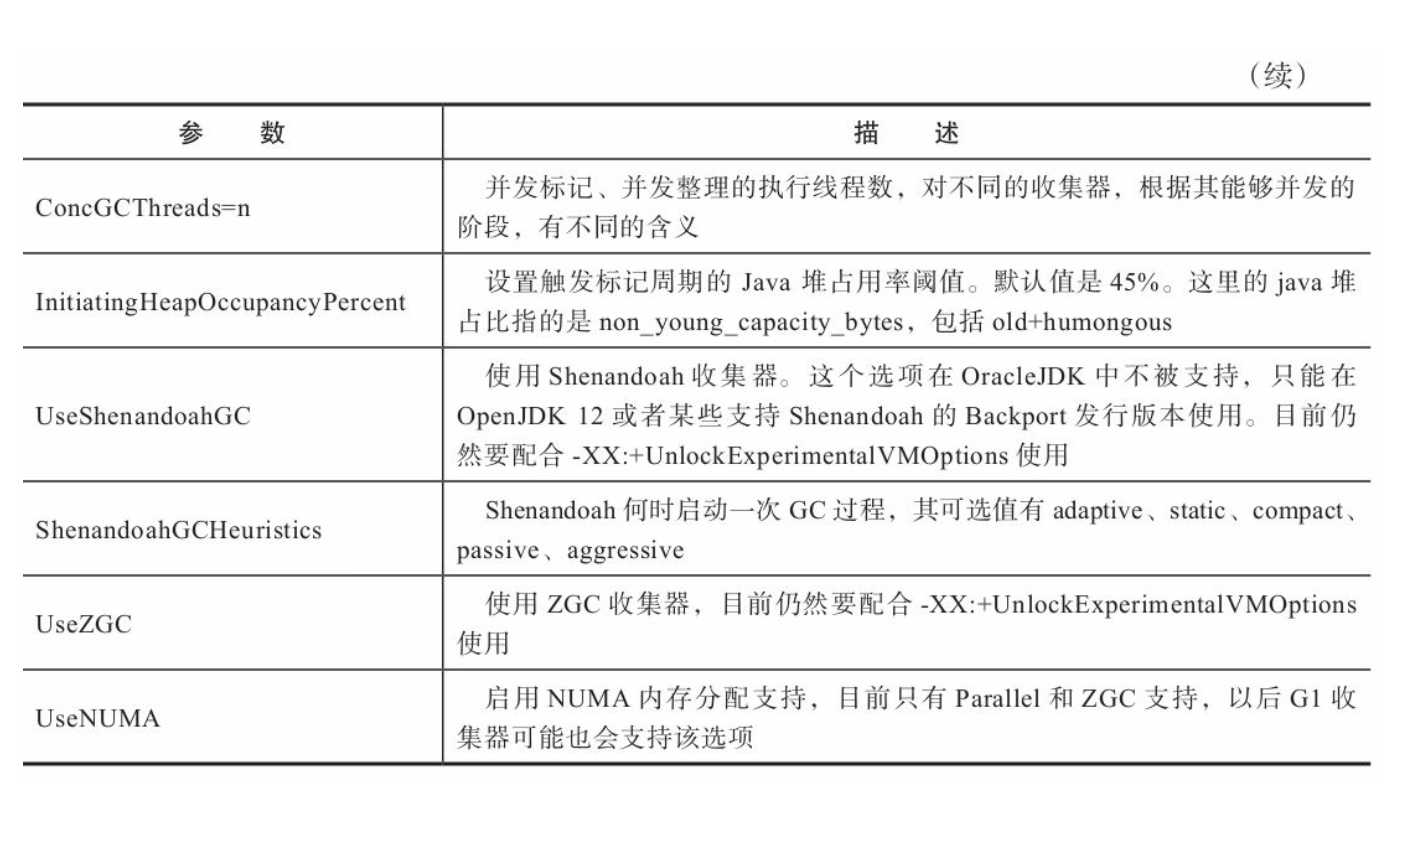 （续）
参 数
描 述
ConcGCThreads=n
并发标记、并发整理的执行线程数，对不同的收集器，根据其能够并发的
阶段，有不同的含义
InitiatingHeapOccupancyPercent
设置触发标记周期的 Java 堆占用率阈值。默认值是 45%。这里的 java 堆
占比指的是 non_young_capacity_bytes，包括 old+humongous
UseShenandoahGC
使用 Shenandoah 收集器。这个选项在 OracleJDK 中不被支持，只能在
OpenJDK 12 或者某些支持 Shenandoah 的 Backport 发行版本使用。目前仍
然要配合 -XX:+UnlockExperimentalVMOptions 使用
ShenandoahGCHeuristics
Shenandoah 何时启动一次 GC 过程，其可选值有 adaptive、static、compact、
passive、aggressive
UseZGC
使用 ZGC 收集器，目前仍然要配合 -XX:+UnlockExperimentalVMOptions
使用
UseNUMA
启用 NUMA 内存分配支持，目前只有 Parallel 和 ZGC 支持，以后 G1 收
集器可能也会支持该选项